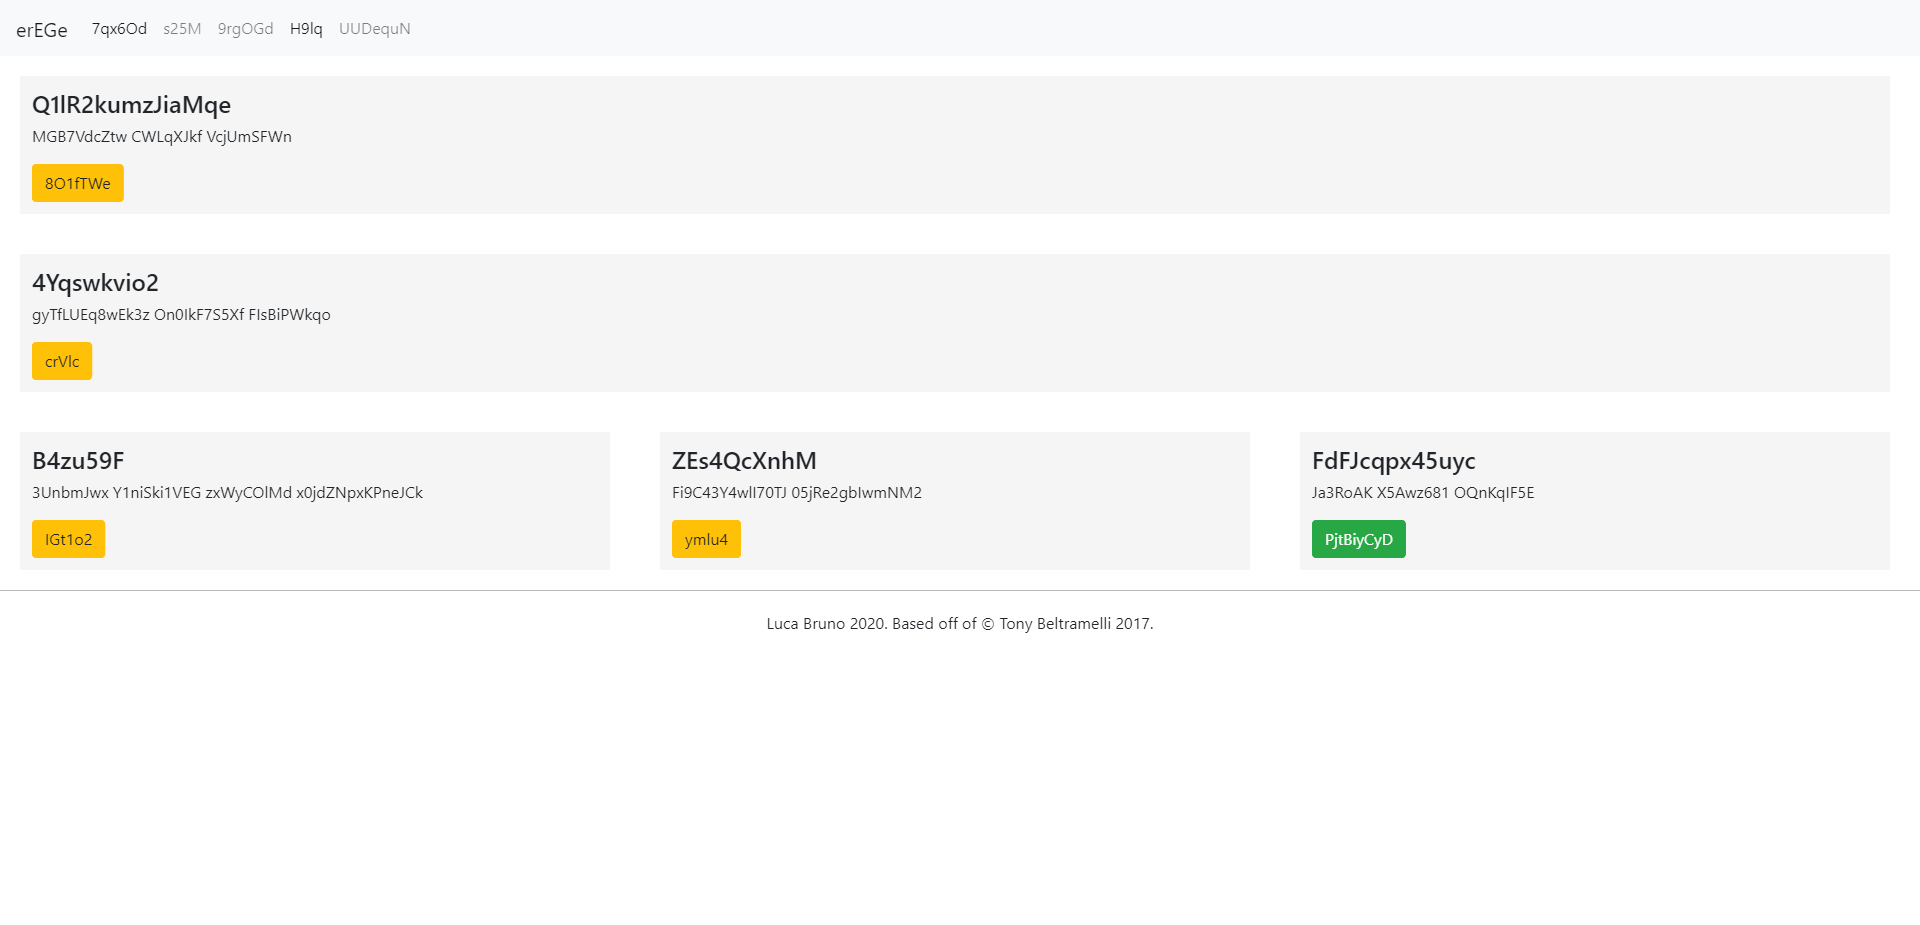 erEGe 7qx6Od s25M 9rgOGd H9lq UUDequN
Q1lR2kumzJiaMqe
MGB7VdcZtw CWLqXJkf VcjUmSFWn
8O1fTWe
4Yqswkvio2
gyTfLUEq8wEk3z On0IkF7S5Xf FIsBiPWkqo
crVlc
B4zu59F
3UnbmJwx Y1niSki1VEG zxWyCOlMd x0jdZNpxKPneJCk
IGt1o2
ZEs4QcXnhM
Fi9C43Y4wlI70TJ 05jRe2gbIwmNM2
ymlu4
FdFJcqpx45uyc
Ja3RoAK X5Awz681 OQnKqIF5E
PjtBiyCyD
Luca Bruno 2020. Based off of © Tony Beltramelli 2017.